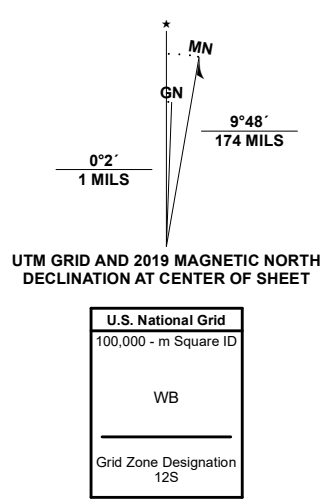 ★
MN
GN
9°48´
174 MILS
0°2´
1 MILS
UTM GRID AND 2019 MAGNETIC NORTH
DECLINATION AT CENTER OF SHEET
U.S. National Grid
100,000 - m Square ID
WB
Grid Zone Designation
12S